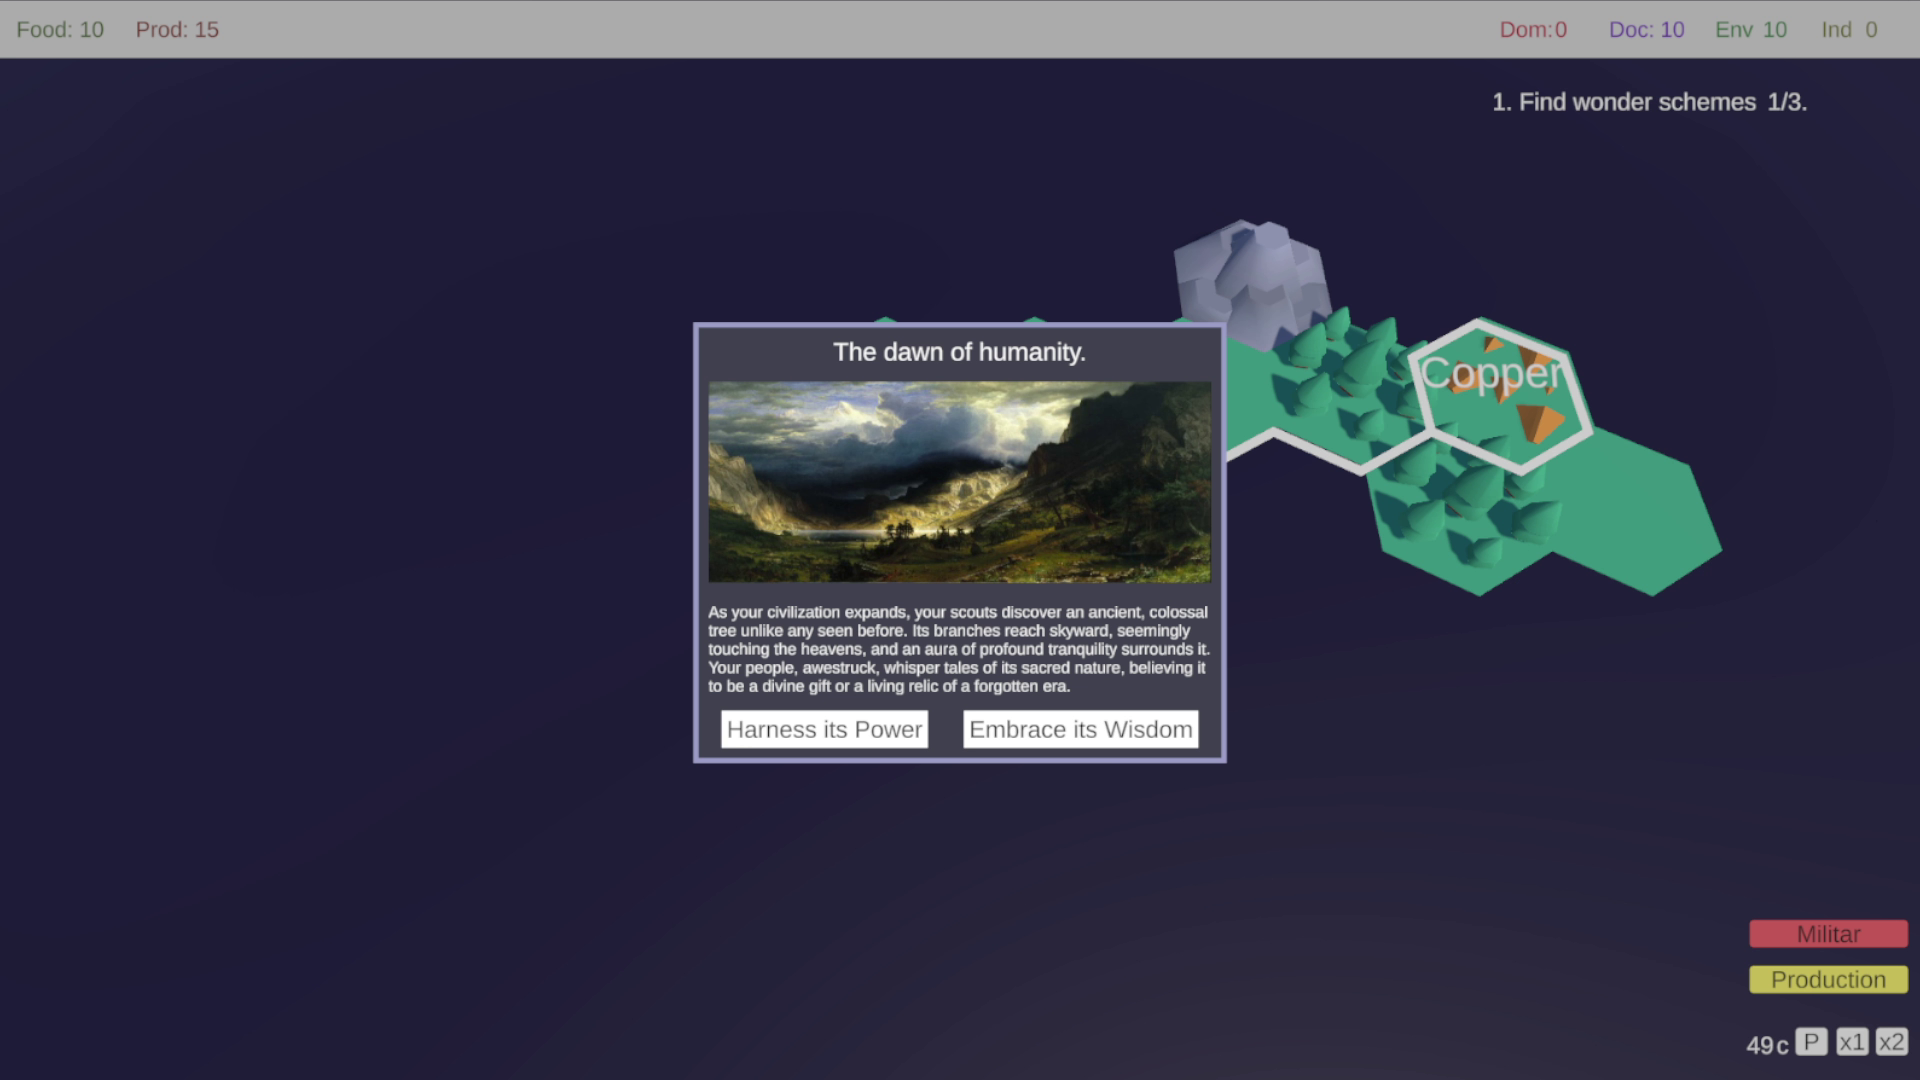 Food: 10 Prod: 15 Dom:0 Doc: 10 Env 10 Ind 0
1. Find wonder schemes 1/3.
The dawn of humanity.
Copper
As your civilization expands, your scouts discover an ancient, colossal
tree unlike any seen before. Its branches reach skyward, seemingly
touching the heavens, and an aura of profound tranquility surrounds it.
Your people, awestruck, whisper tales of its sacred nature, believing it
to be a divine gift or a living relic of a forgotten era.
Harness its Power Embrace its Wisdom
Militar
Production
49c P x1 x2